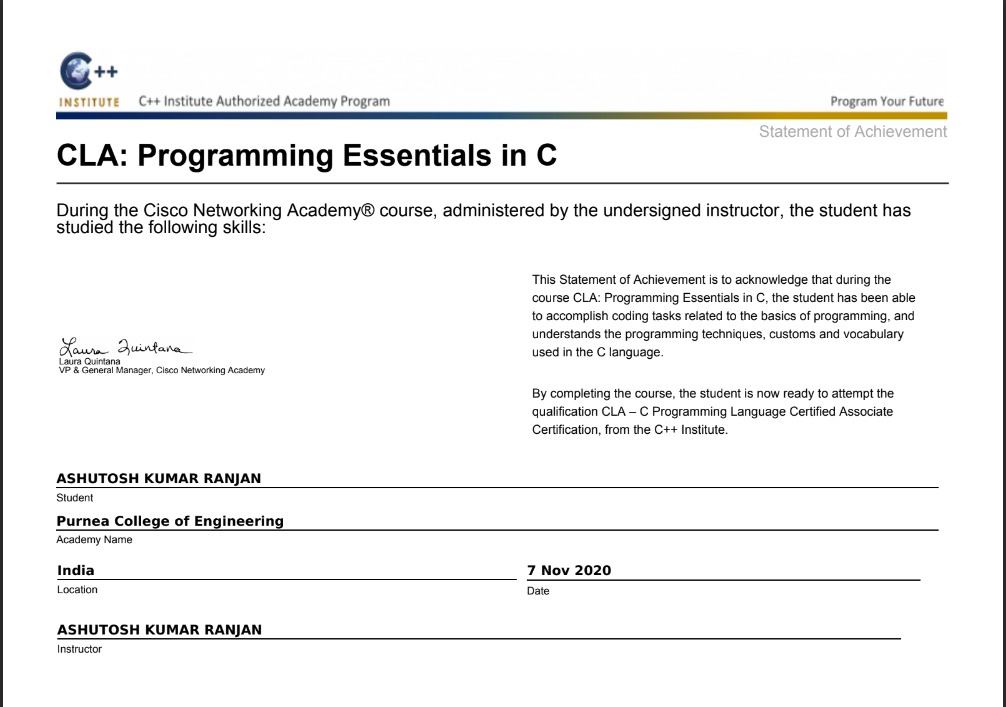 C++
INSTITUTE
C++ Institute Authorized Academy Program
Program Your Future
Statement of Achievement
CLA: Programming Essentials in C
During the Cisco Networking Academy® course, administered by the undersigned instructor, the student has
studied the following skills:
This Statement of Achievement is to acknowledge that during the
course CLA: Programming Essentials in C, the student has been able
to accomplish coding tasks related to the basics of programming, and
understands the programming techniques, customs and vocabulary
used in the C language.
By completing the course, the student is now ready to attempt the
qualification CLA – C Programming Language Certified Associate
Certification, from the C++ Institute.
Laura Quintana
Laura Quintana
VP & General Manager, Cisco Networking Academy
ASHUTOSH KUMAR RANJAN
Student
Purnea College of Engineering
Academy Name
India
Location
7 Nov 2020
Date
ASHUTOSH KUMAR RANJAN
Instructor